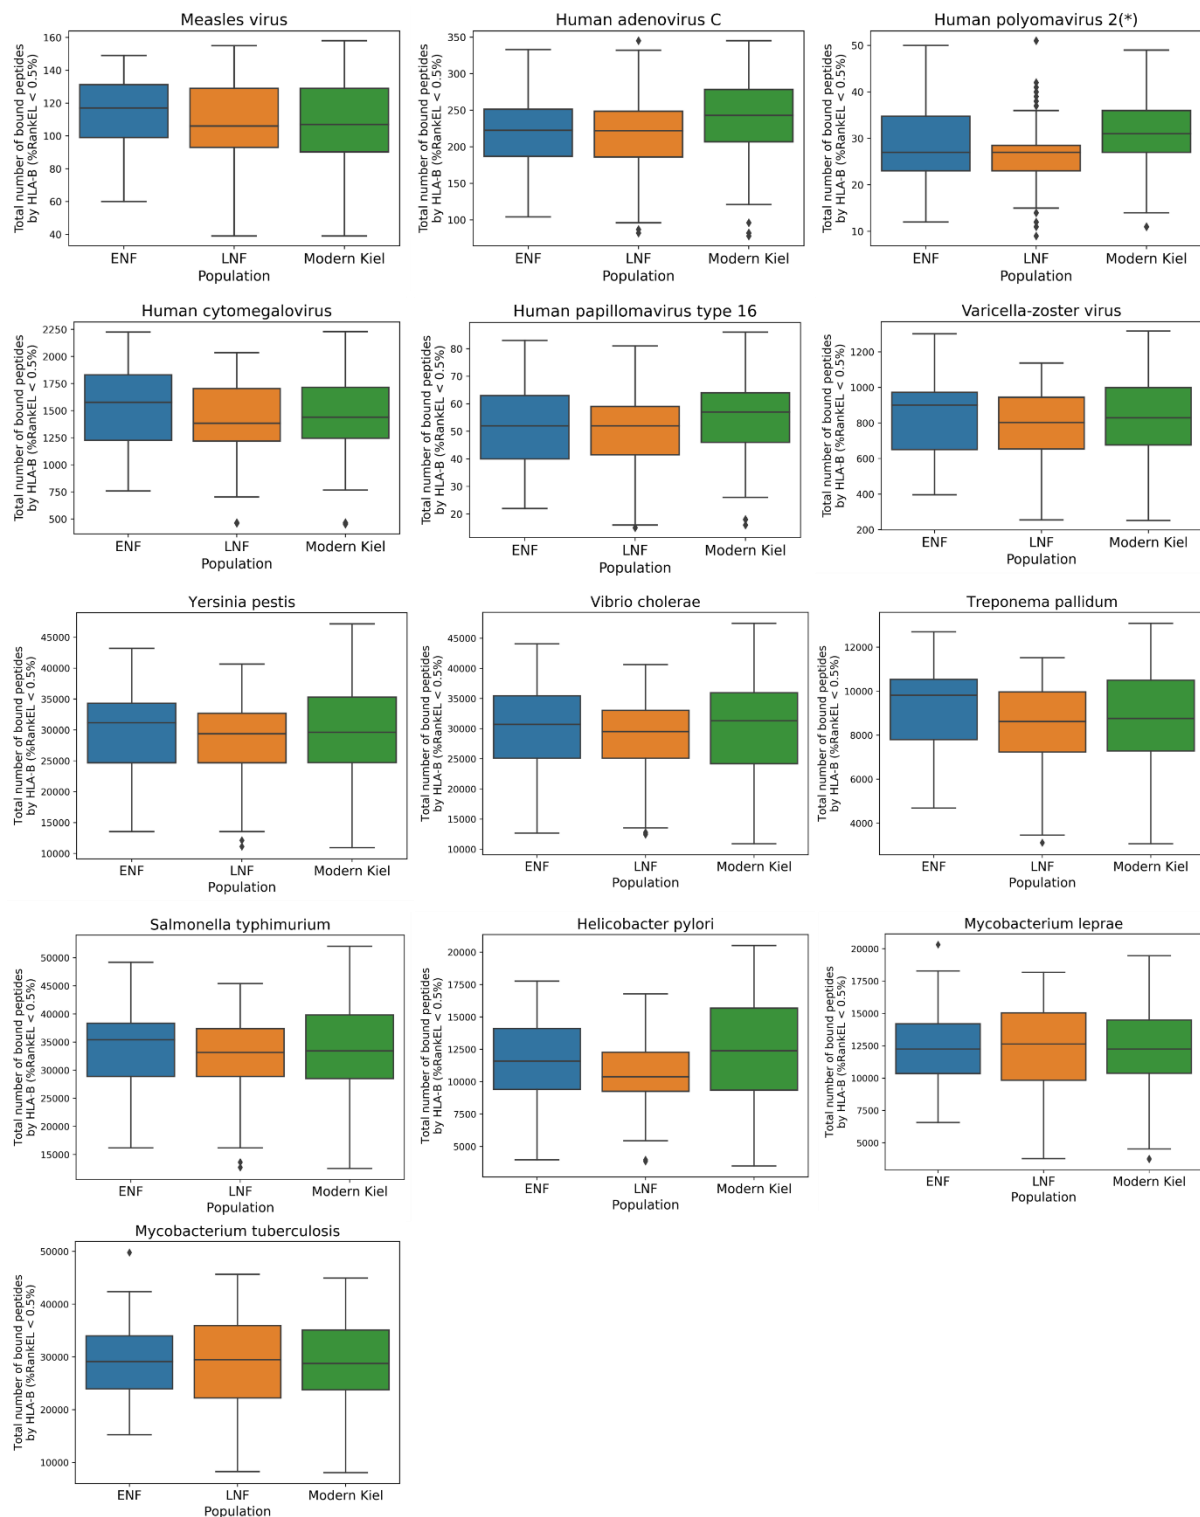 Measles virus
Total number of bound peptides
by HLA-B (%RankEL < 0.5%)
160
140
120
100
80
60
40
ENF
LNF
Modern Kiel
Population
Human adenovirus C
Total number of bound peptides
by HLA-B (%RankEL < 0.5%)
350
300
250
200
150
100
ENF
LNF
Modern Kiel
Population
Human polyomavirus 2(*)
Total number of bound peptides
by HLA-B (%RankEL < 0.5%)
50
40
30
20
10
ENF
LNF
Modern Kiel
Population
Human cytomegalovirus
Total number of bound peptides
by HLA-B (%RankEL < 0.5%)
2250
2000
1750
1500
1250
1000
750
500
ENF
LNF
Modern Kiel
Population
Human papillomavirus type 16
Total number of bound peptides
by HLA-B (%RankEL < 0.5%)
80
70
60
50
40
30
20
ENF
LNF
Modern Kiel
Population
Varicella-zoster virus
Total number of bound peptides
by HLA-B (%RankEL < 0.5%)
1200
1000
800
600
400
200
ENF
LNF
Modern Kiel
Population
Yersinia pestis
Total number of bound peptides
by HLA-B (%RankEL < 0.5%)
45000
40000
35000
30000
25000
20000
15000
10000
ENF
LNF
Modern Kiel
Population
Vibrio cholerae
Total number of bound peptides
by HLA-B (%RankEL < 0.5%)
45000
40000
35000
30000
25000
20000
15000
10000
ENF
LNF
Modern Kiel
Population
Treponema pallidum
Total number of bound peptides
by HLA-B (%RankEL < 0.5%)
12000
10000
8000
6000
4000
ENF
LNF
Modern Kiel
Population
Salmonella typhimurium
Total number of bound peptides
by HLA-B (%RankEL < 0.5%)
50000
45000
40000
35000
30000
25000
20000
15000
ENF
LNF
Modern Kiel
Population
Helicobacter pylori
Total number of bound peptides
by HLA-B (%RankEL < 0.5%)
20000
17500
15000
12500
10000
7500
5000
ENF
LNF
Modern Kiel
Population
Mycobacterium leprae
Total number of bound peptides
by HLA-B (%RankEL < 0.5%)
20000
17500
15000
12500
10000
7500
5000
ENF
LNF
Modern Kiel
Population
Mycobacterium tuberculosis
Total number of bound peptides
by HLA-B (%RankEL < 0.5%)
50000
40000
30000
20000
10000
ENF
LNF
Modern Kiel
Population